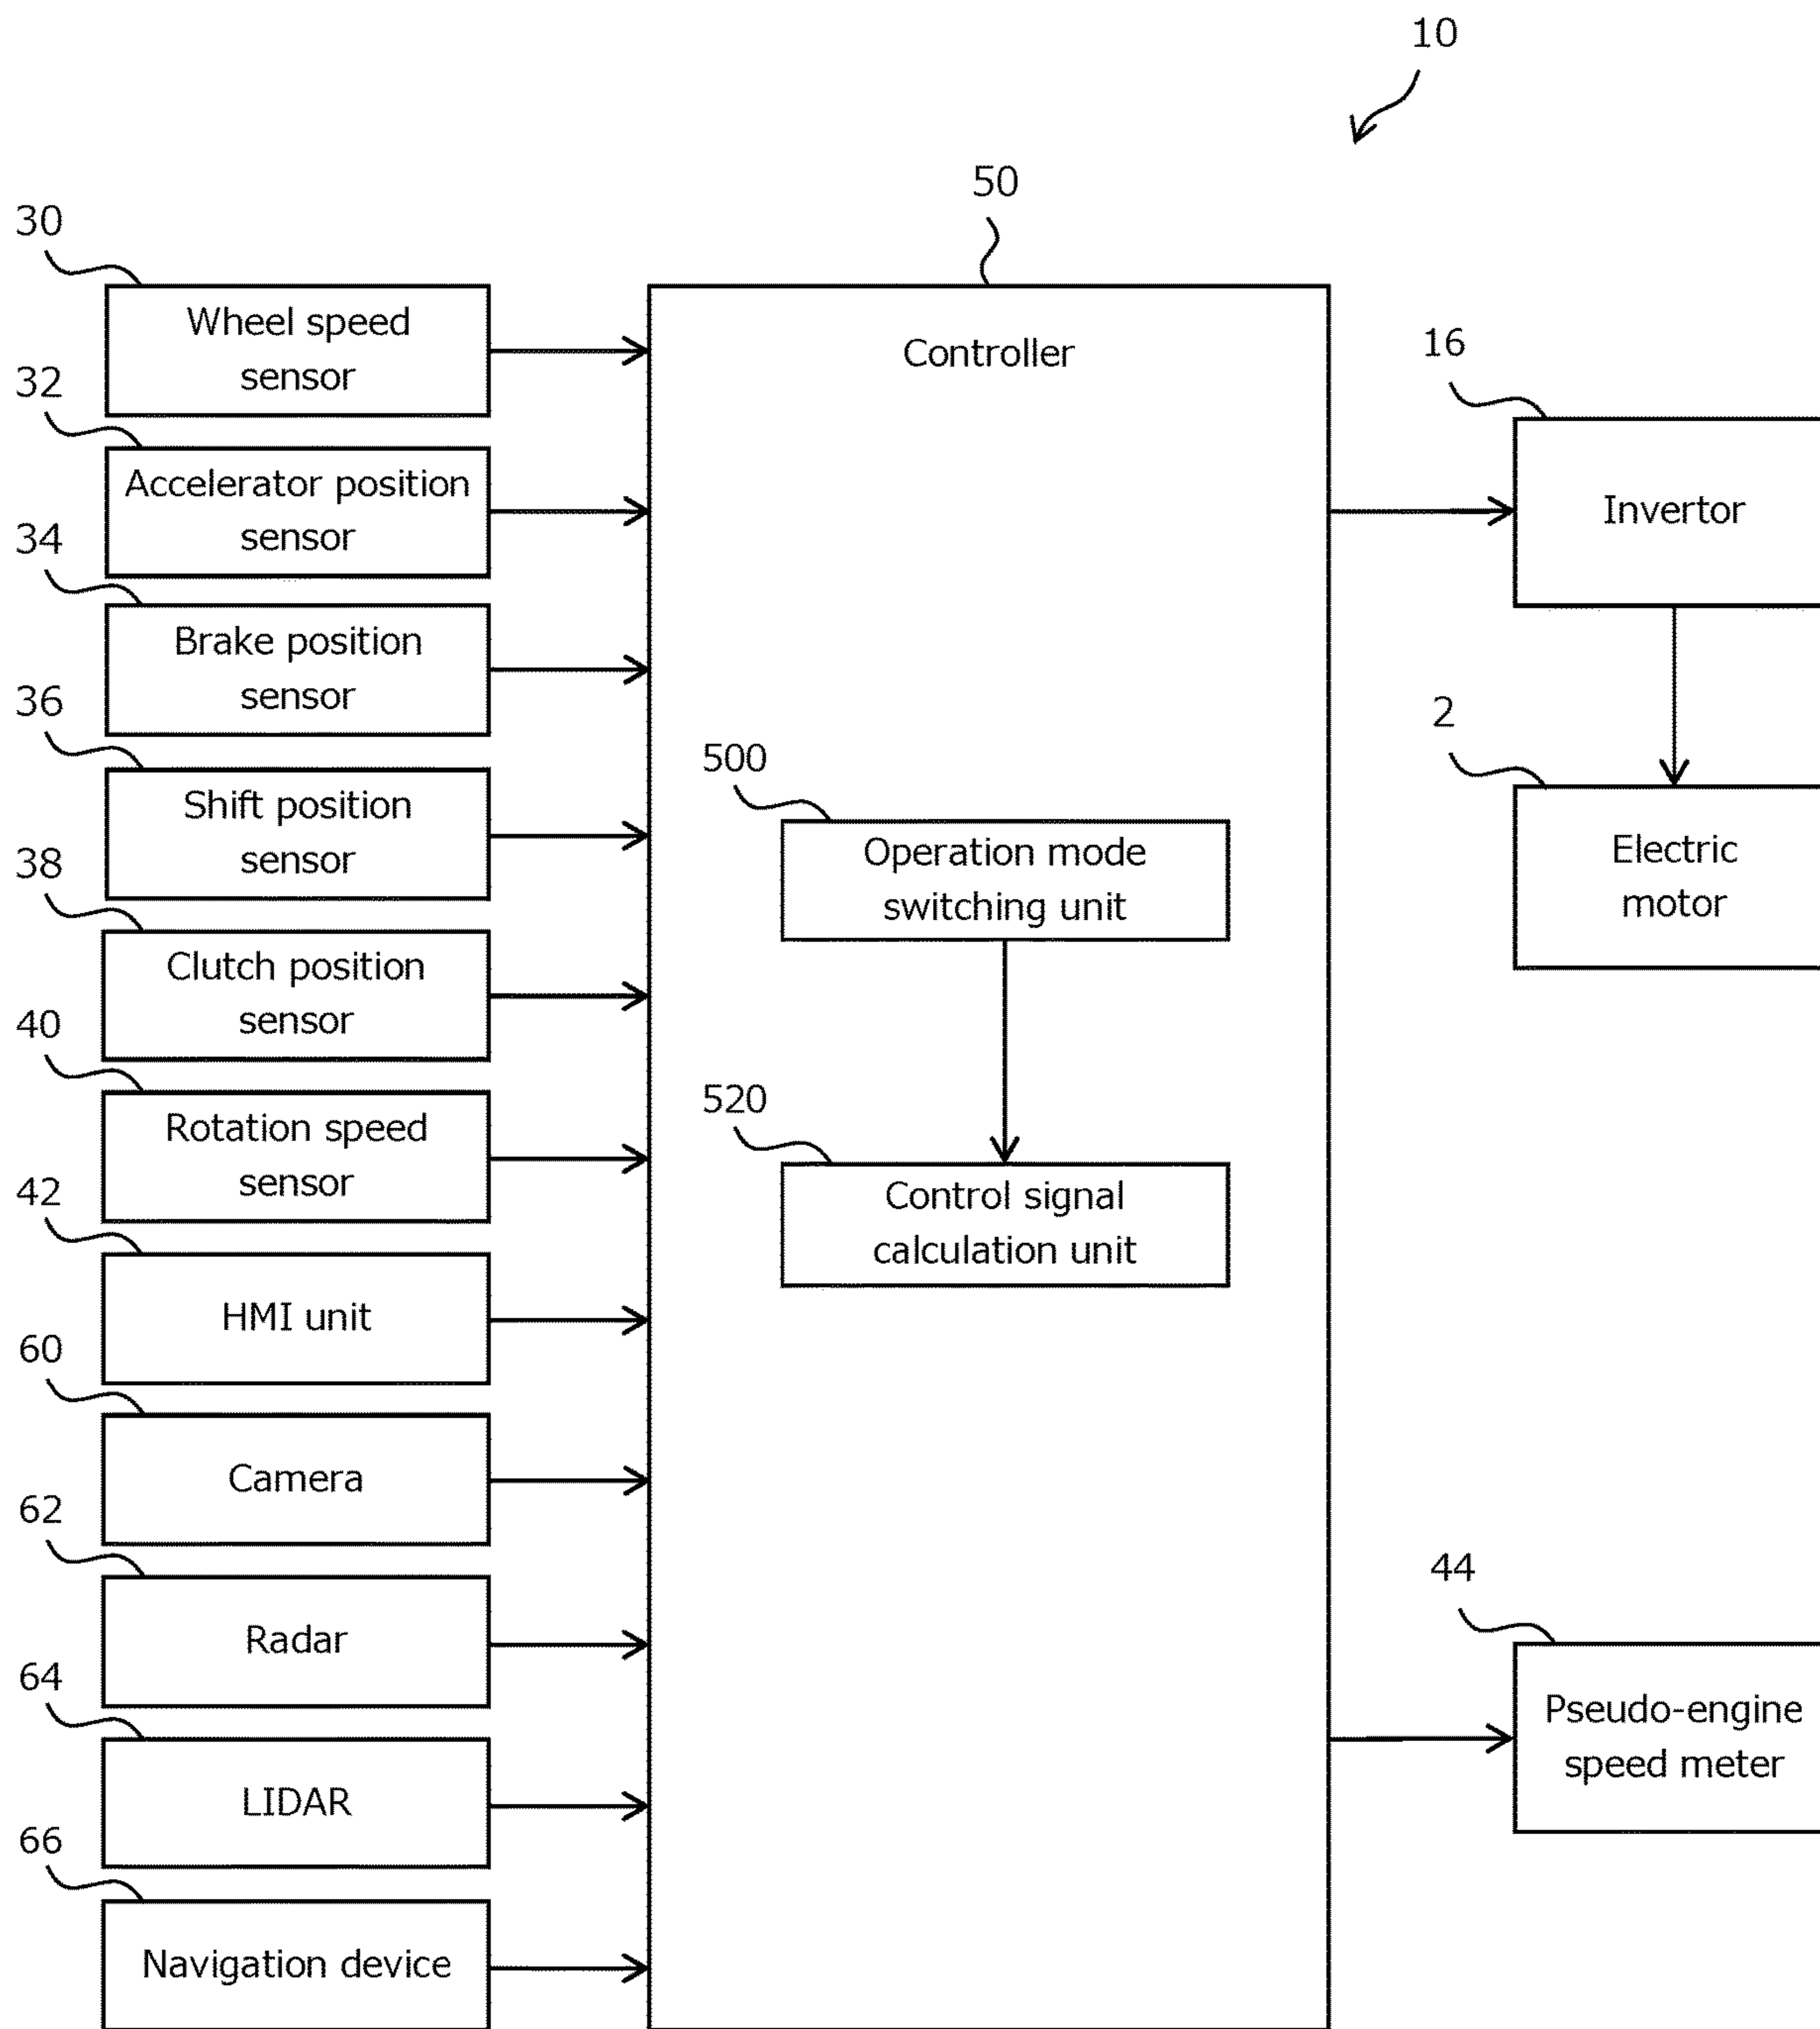 10
50
30
Wheel speed
sensor
32
Accelerator position
sensor
34
Brake position
sensor
36
Shift position
sensor
38
Clutch position
sensor
40
Rotation speed
sensor
42
HMI unit
60
Camera
62
Radar
64
LIDAR
66
Navigation device
Controller
500
Operation mode
switching unit
520
Control signal
calculation unit
16
Invertor
2
Electric
motor
44
Pseudo-engine
speed meter